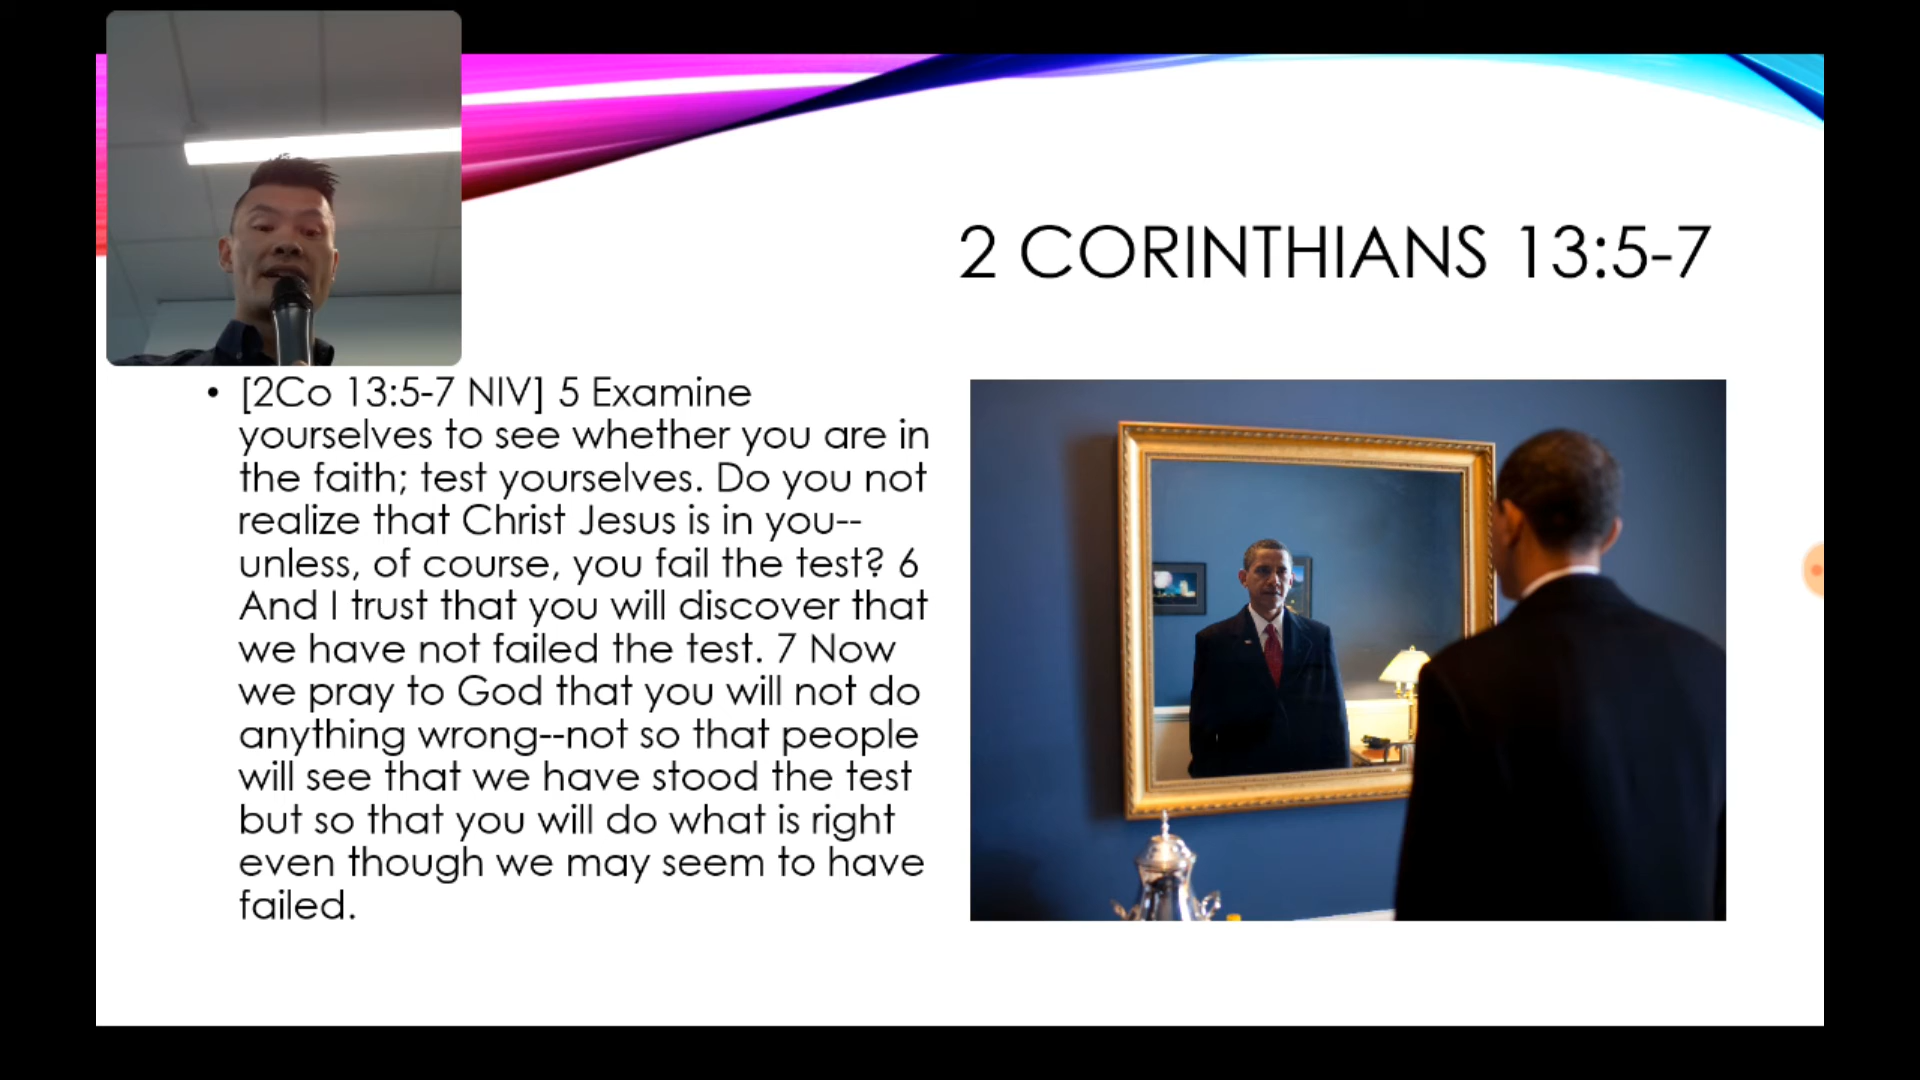 2 CORINTHIANS 13:5-7
• [2Co 13:5-7 NIV] 5 Examine
yourselves to see whether you are in
the faith; test yourselves. Do you not
realize that Christ Jesus is in you--
unless, of course, you fail the test? 6
And I trust that you will discover that
we have not failed the test. 7 Now
we pray to God that you will not do
anything wrong--not so that people
will see that we have stood the test
but so that you will do what is right
even though we may seem to have
failed.